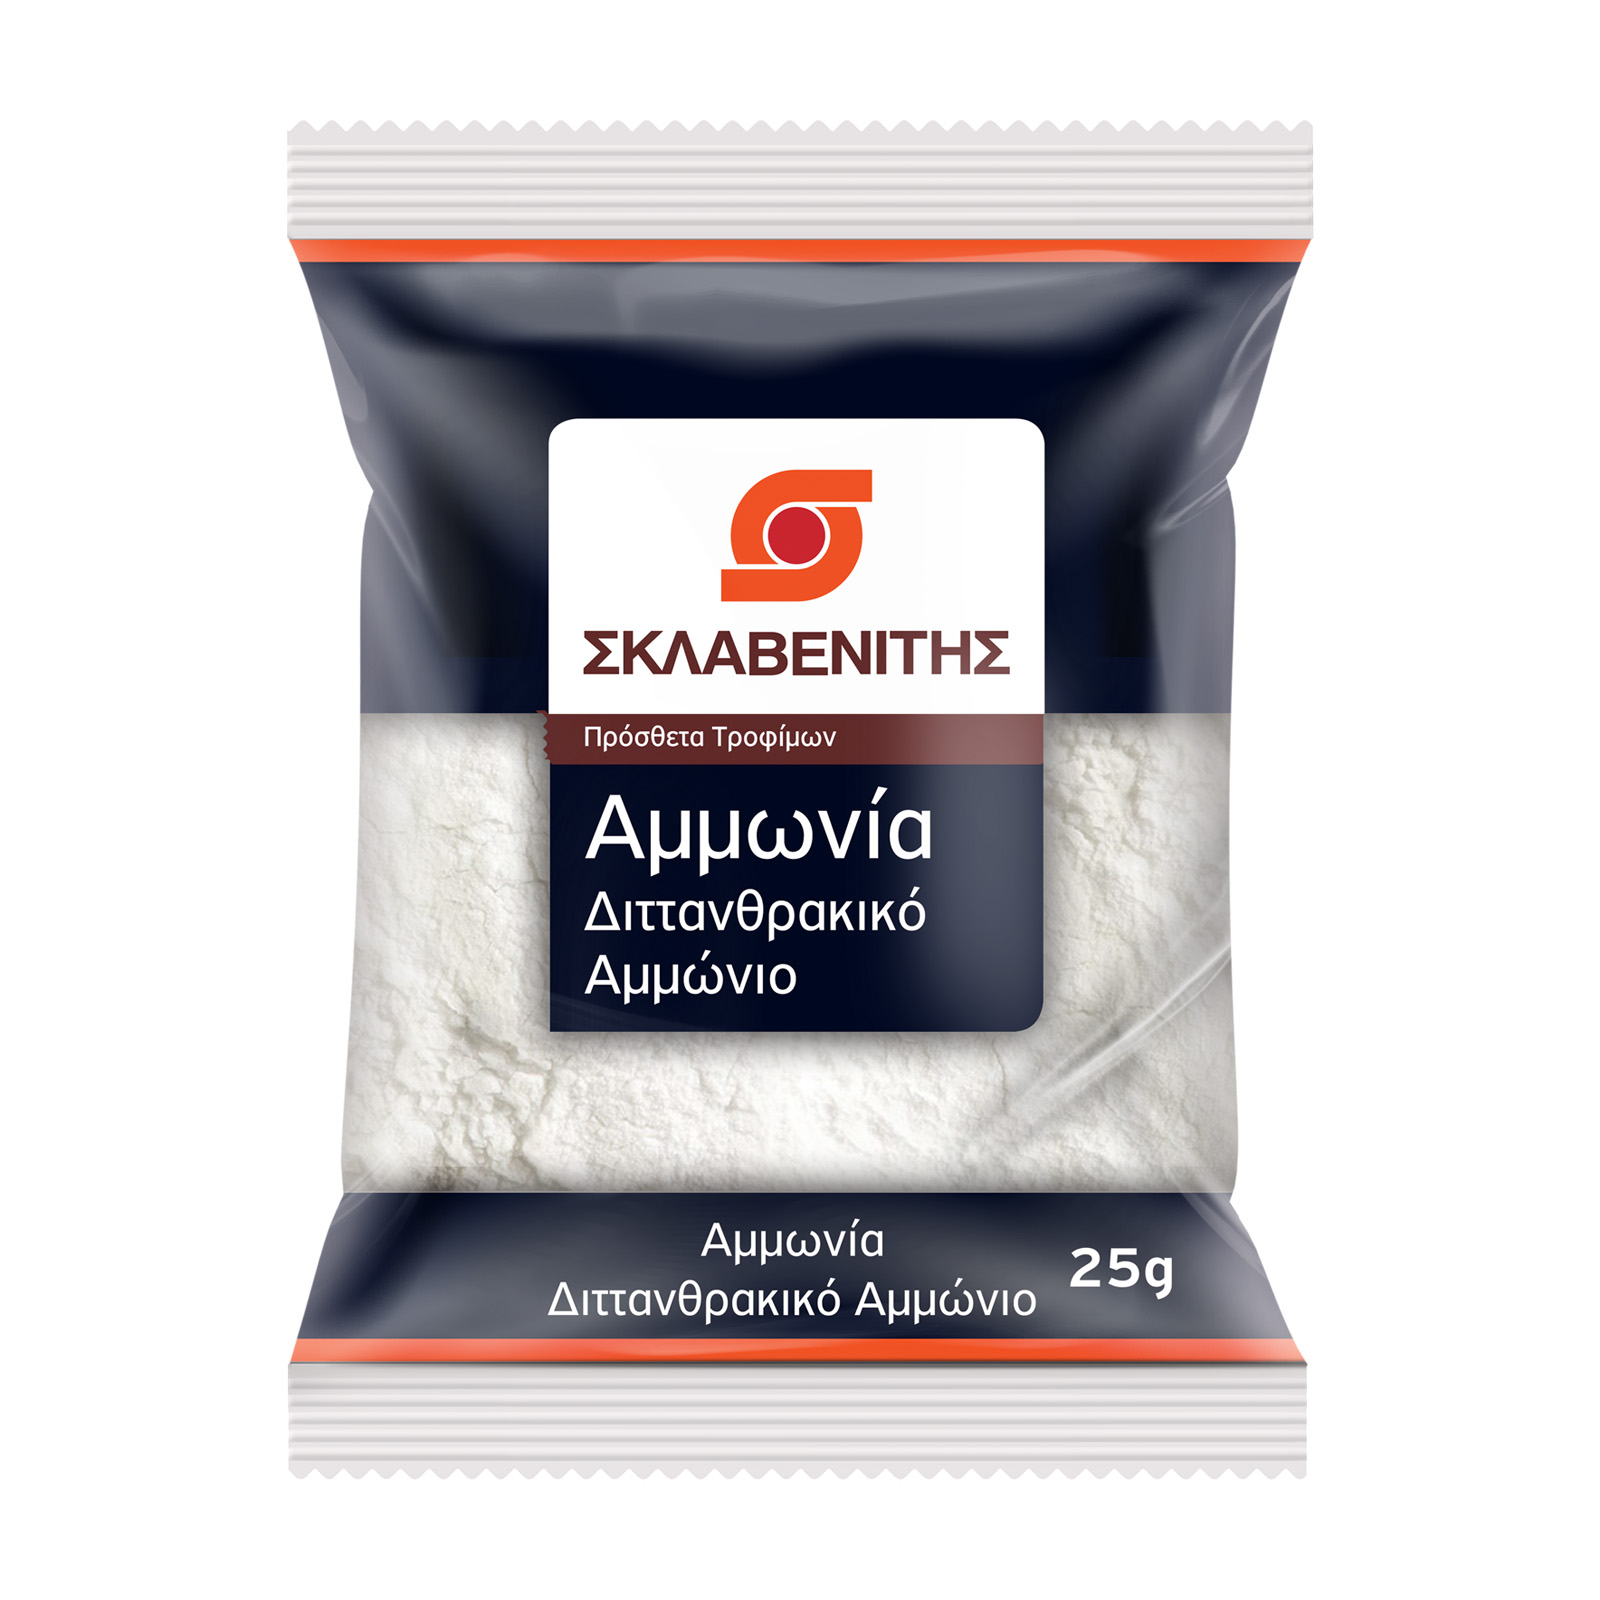 ΣΚΛΑΒΕΝΙΤΗΣ
Πρόσθετα Τροφίμων
Αμμωνία
Διττανθρακικό
Αμμώνιο
Αμμωνία
Διττανθρακικό Αμμώνιο
25g